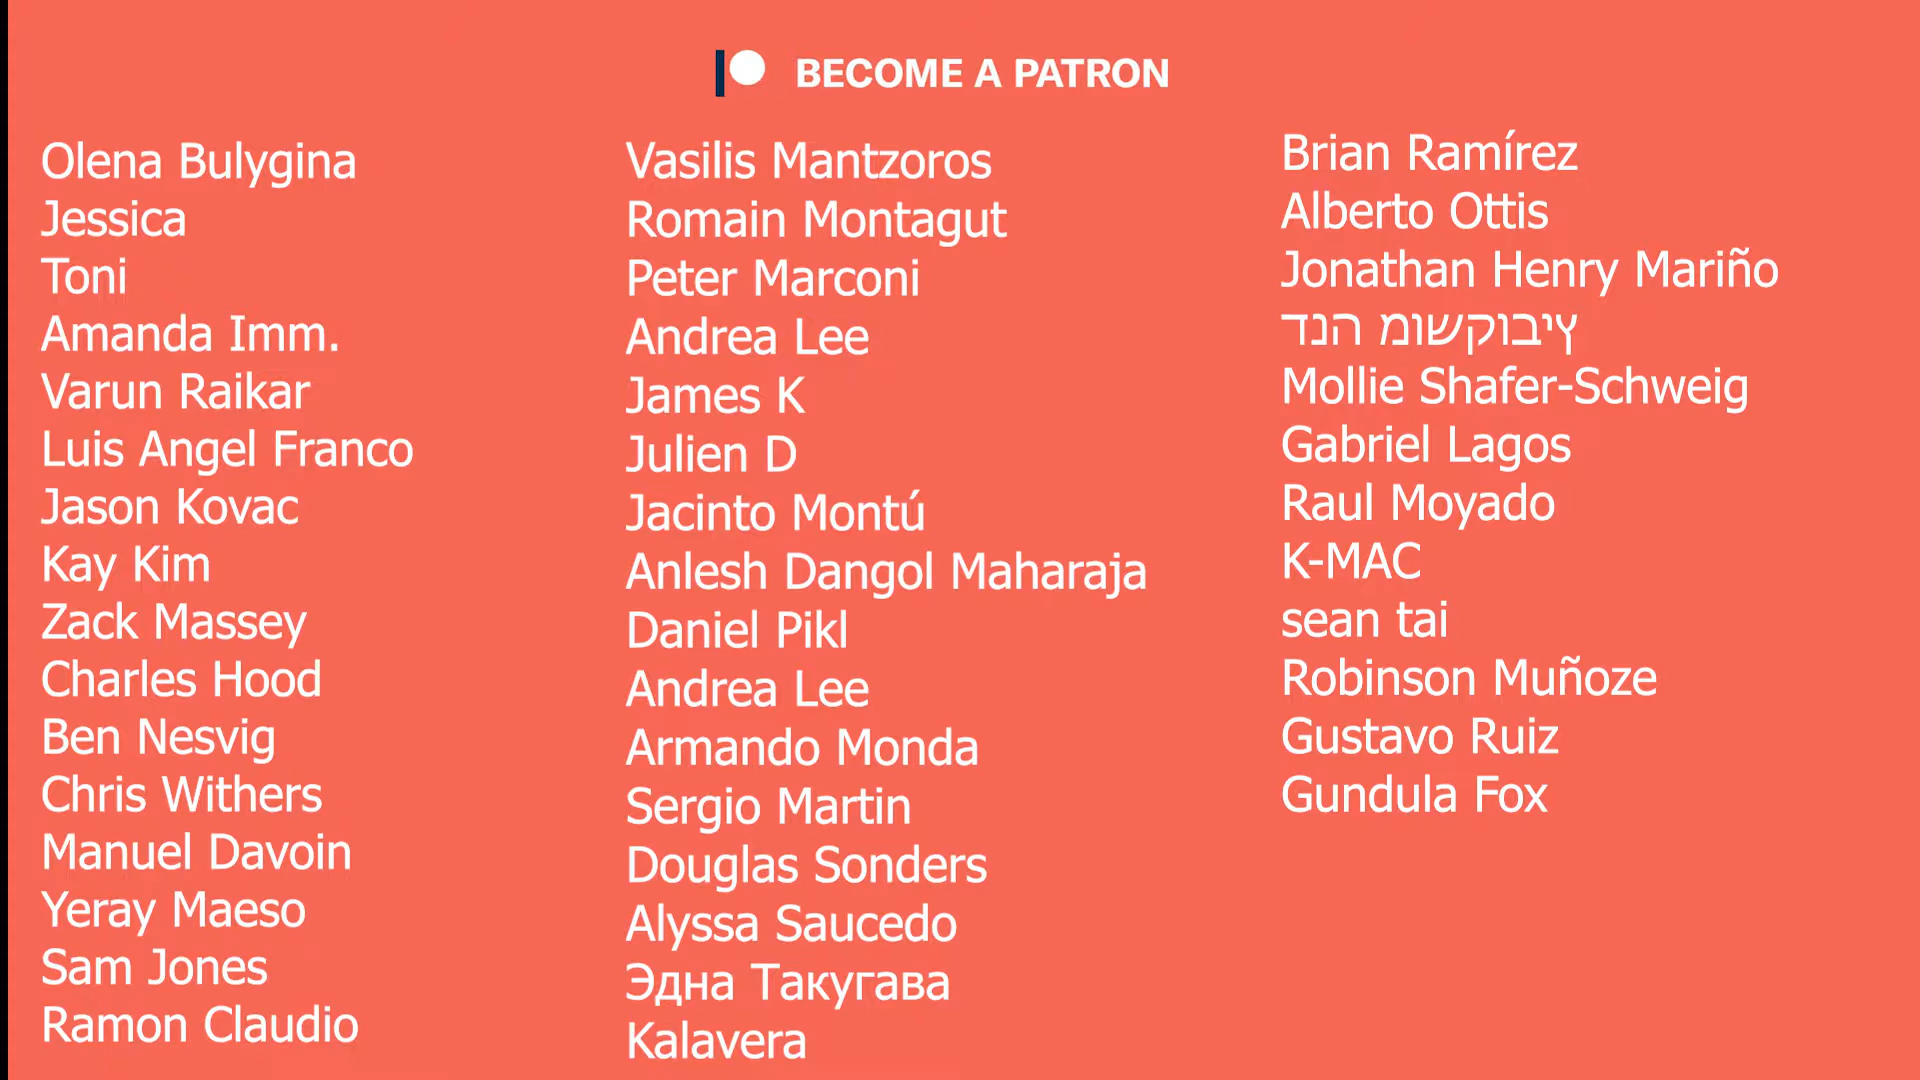 BECOME A PATRON
Olena Bulygina
Jessica
Toni
Amanda Imm.
Varun Raikar
Luis Angel Franco
Jason Kovac
Kay Kim
Zack Massey
Charles Hood
Ben Nesvig
Chris Withers
Manuel Davoin
Yeray Maeso
Sam Jones
Ramon Claudio
Vasilis Mantzoros
Romain Montagut
Peter Marconi
Andrea Lee
James K
Julien D
Jacinto Montú
Anlesh Dangol Maharaja
Daniel Pikl
Andrea Lee
Armando Monda
Sergio Martin
Douglas Sonders
Alyssa Saucedo
Эдна Такугава
Kalavera
Brian Ramírez
Alberto Ottis
Jonathan Henry Mariño
דנה מושקוביץ
Mollie Shafer-Schweig
Gabriel Lagos
Raul Moyado
K-MAC
sean tai
Robinson Muñoze
Gustavo Ruiz
Gundula Fox